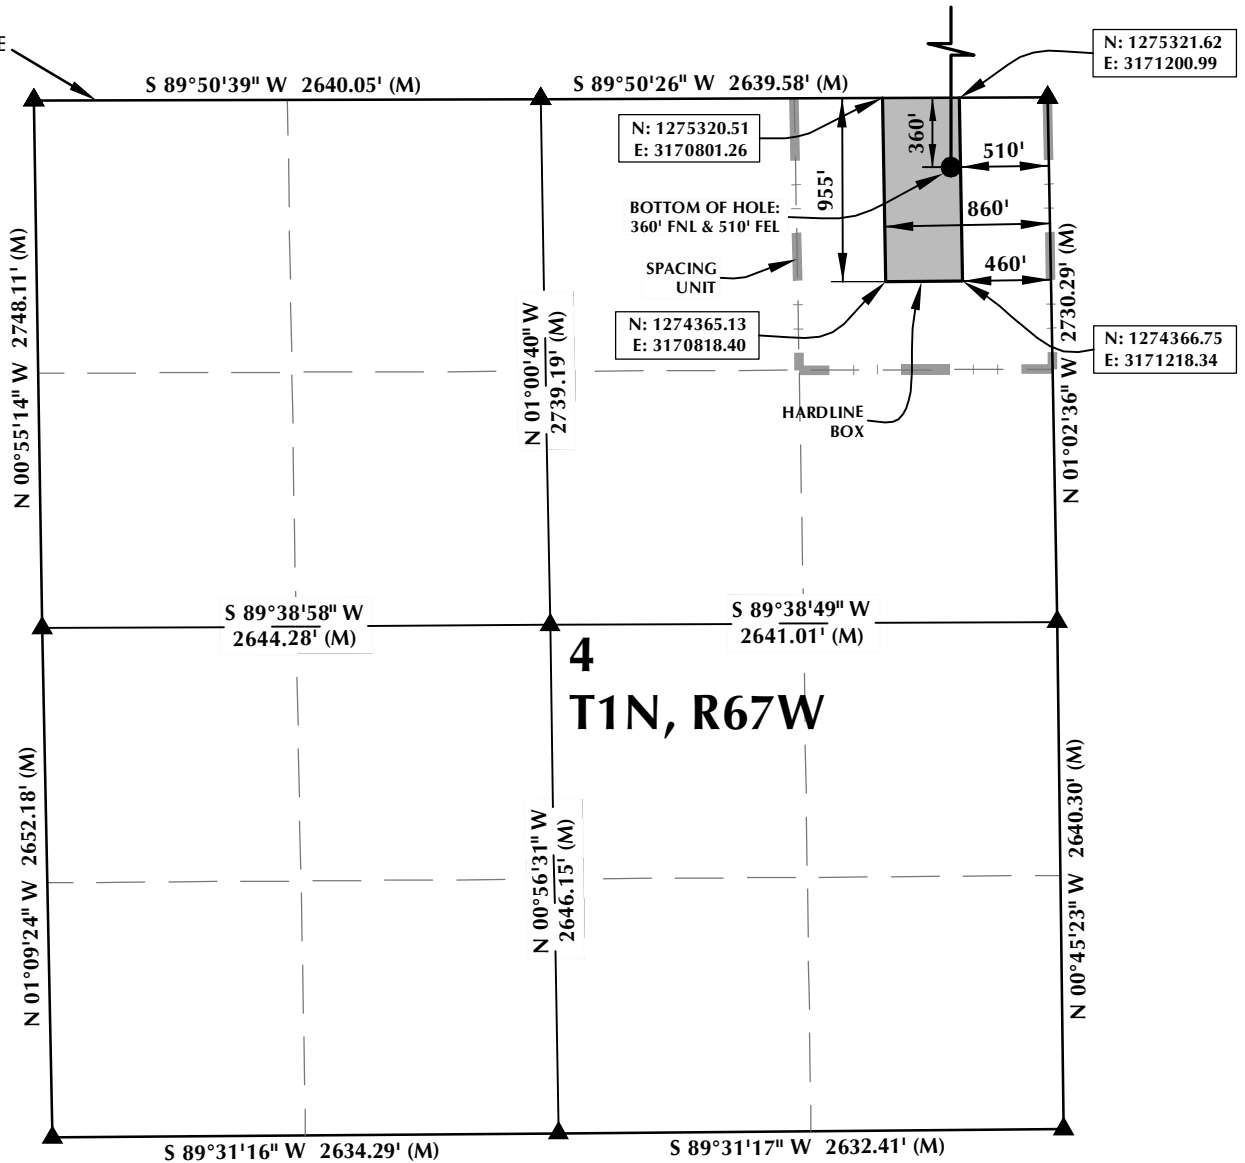 E
S 89°50'39" W 2640.05' (M)
S 89°50'26" W 2639.58' (M)
N: 1275321.62
E: 3171200.99
N: 1275320.51
E: 3170801.26
360'
510'
955'
BOTTOM OF HOLE:
360' FNL & 510' FEL
860'
SPACING
UNIT
460'
N: 1274365.13
E: 3170818.40
N: 1274366.75
E: 3171218.34
HARDLINE
BOX
N 00°55'14" W 2748.11' (M)
N 01°00'40" W
2739.19' (M)
N 01°02'36" W 2730.29' (M)
S 89°38'58" W
2644.28' (M)
S 89°38'49" W
2641.01' (M)
4
T1N, R67W
N 01°09'24" W 2652.18' (M)
N 00°56'31" W
2646.15' (M)
N 00°45'23" W 2640.30' (M)
S 89°31'16" W 2634.29' (M)
S 89°31'17" W 2632.41' (M)